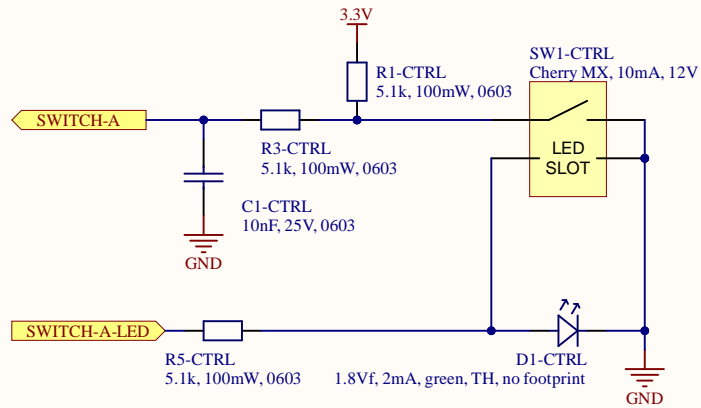 3.3V
SW1-CTRL
Cherry MX, 10mA, 12V
R1-CTRL
5.1k, 100mW, 0603
SWITCH-A
R3-CTRL
5.1k, 100mW, 0603
LED
SLOT
C1-CTRL
10nF, 25V, 0603
GND
SWITCH-A-LED
R5-CTRL
5.1k, 100mW, 0603
D1-CTRL
1.8Vf, 2mA, green, TH, no footprint
GND